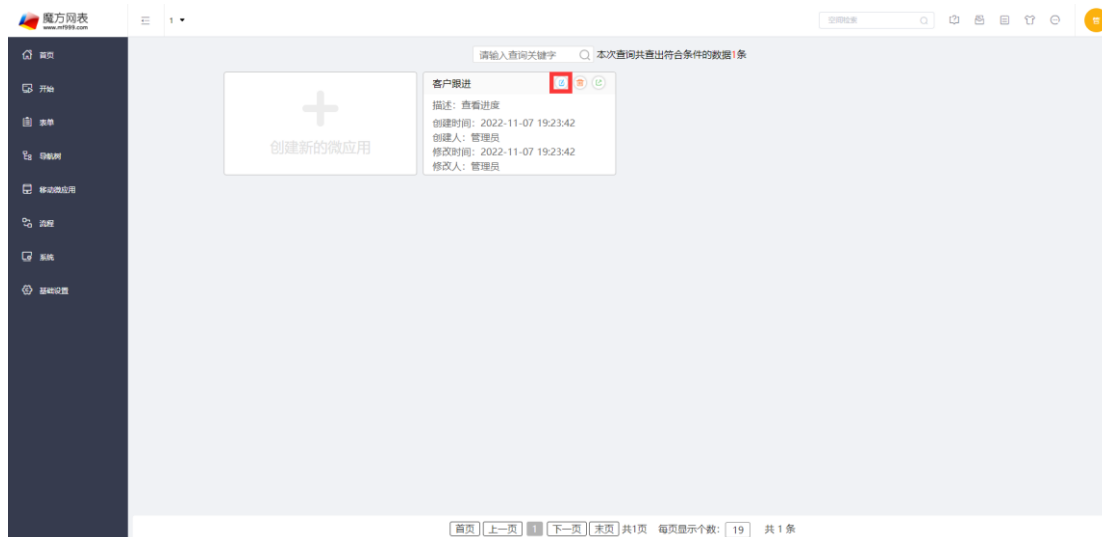 魔方网表
www.mf999.com
1
空间检索
管
首页
开始
表单
导航树
移动微应用
流程
系统
基础设置
请输入查询关键字 本次查询共查出符合条件的数据1条
创建新的微应用
客户跟进
描述：查看进度
创建时间：2022-11-07 19:23:42
创建人：管理员
修改时间：2022-11-07 19:23:42
修改人：管理员
首页 上一页 1 下一页 末页 共1页 每页显示个数： 19 共 1 条